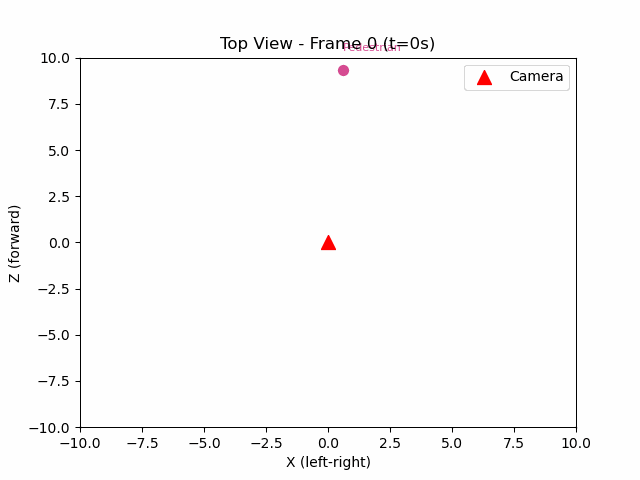 Top View - Frame 0 (t=0s)
Pedestrian
Camera
10.0
7.5
5.0
2.5
0.0
−2.5
−5.0
−7.5
−10.0
Z (forward)
−10.0 −7.5 −5.0 −2.5 0.0 2.5 5.0 7.5 10.0
X (left-right)